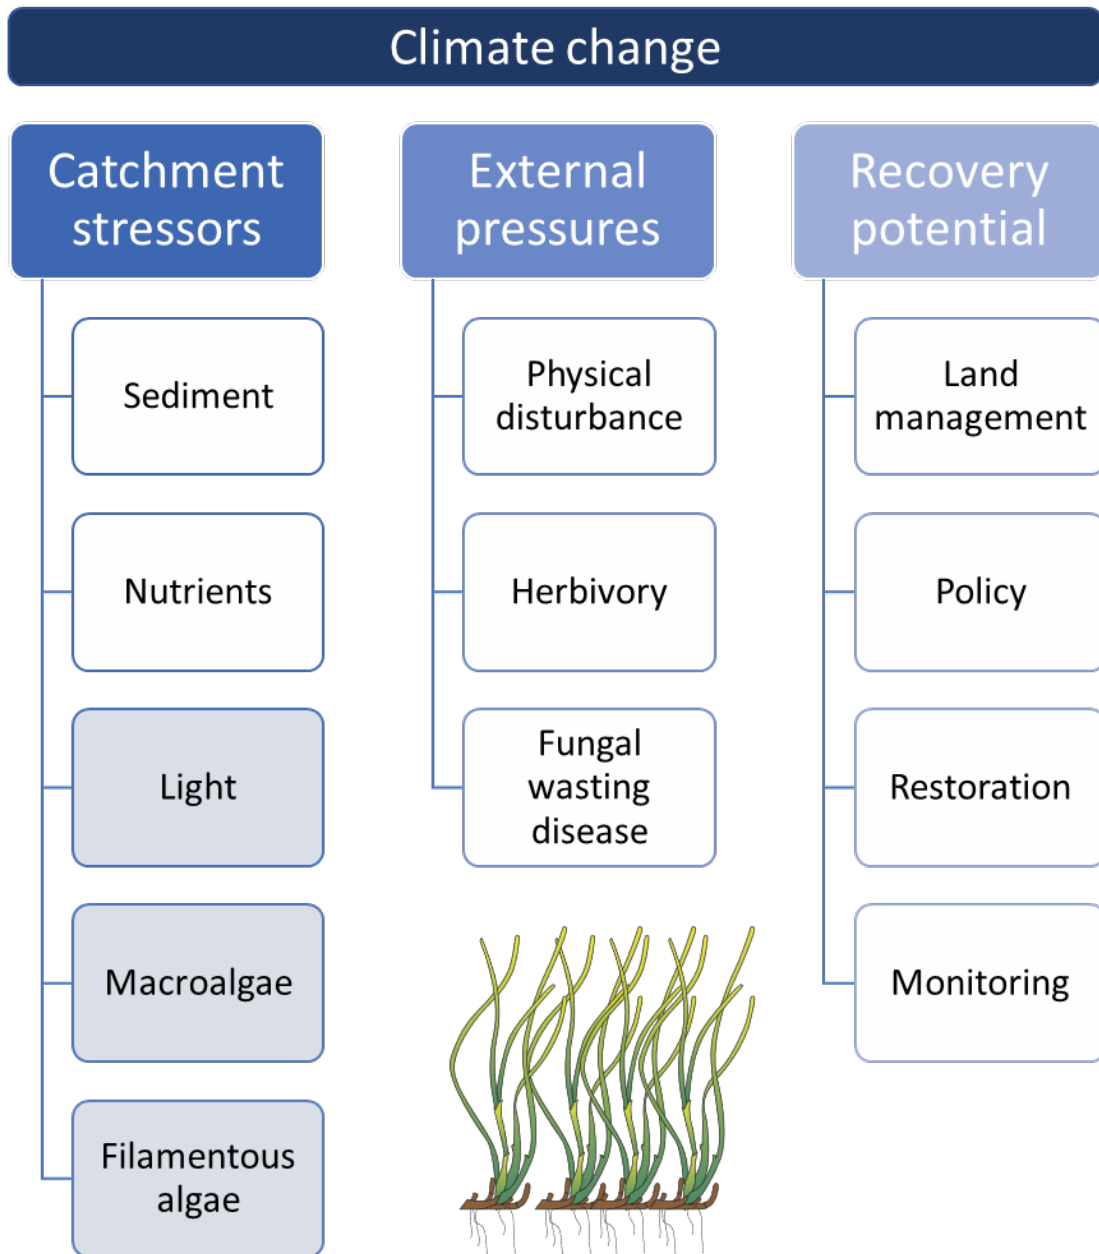 Climate change
Catchment
stressors
Sediment
Nutrients
Light
Macroalgae
Filamentous
algae
External
pressures
Physical
disturbance
Herbivory
Fungal
wasting
disease
Recovery
potential
Land
management
Policy
Restoration
Monitoring